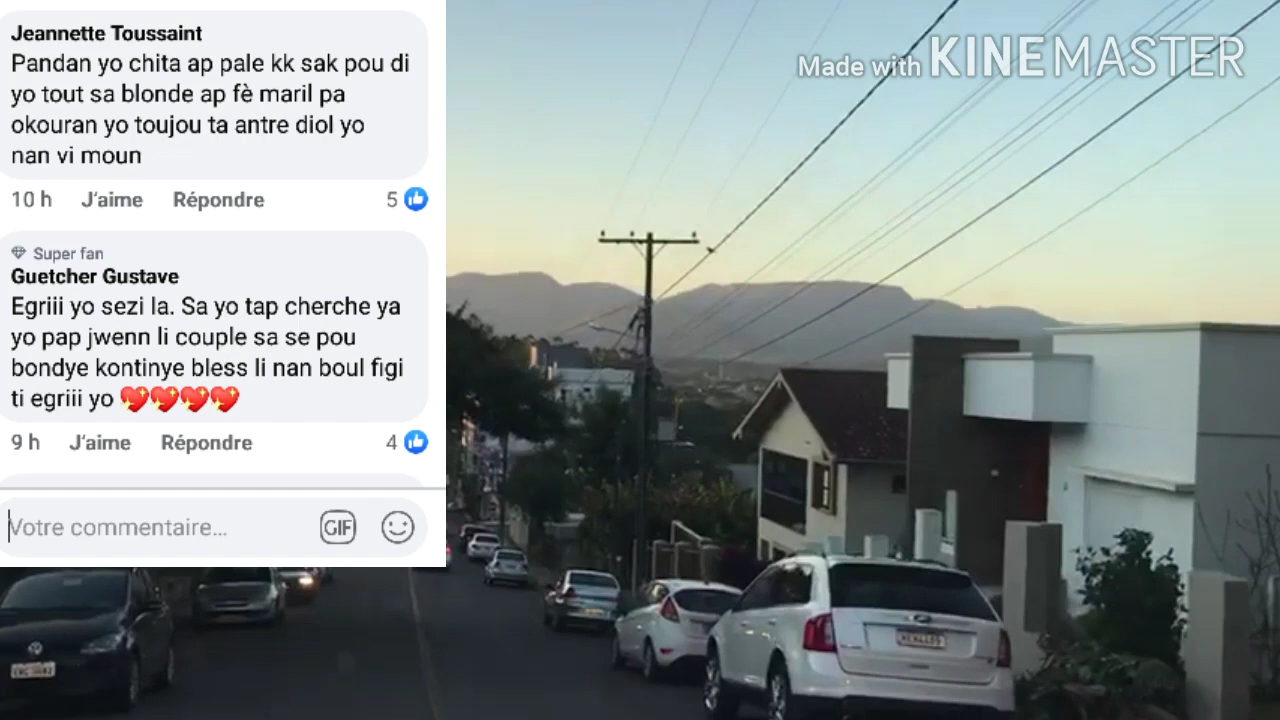 Jeannette Toussaint
Pandan yo chita ap pale kk sak pou di
yo tout sa blonde ap fè maril pa
okouran yo toujou ta antre diol yo
nan vi moun
10 h J'aime Répondre 5
Super fan
Guetcher Gustave
Egriii yo sezi la. Sa yo tap cherche ya
yo pap jwenn li couple sa se pou
bondye kontinye bless li nan boul figi
ti egriii yo
9 h J'aime Répondre 4
Votre commentaire...
GIF
Made with KINEMASTER